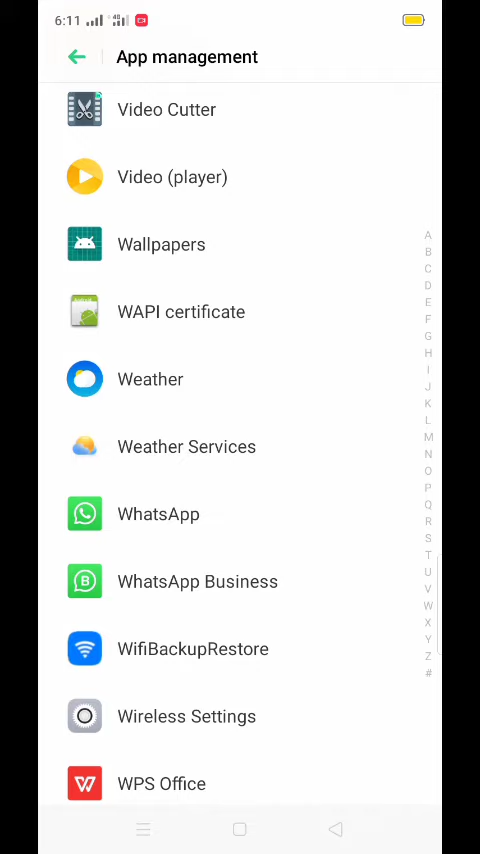 6:11
App management
Video Cutter
Video (player)
Wallpapers
WAPI certificate
Weather
Weather Services
WhatsApp
WhatsApp Business
WifiBackupRestore
Wireless Settings
WPS Office
A
B
C
D
E
F
G
H
I
J
K
L
M
N
O
P
Q
R
S
T
U
V
W
X
Y
Z
#